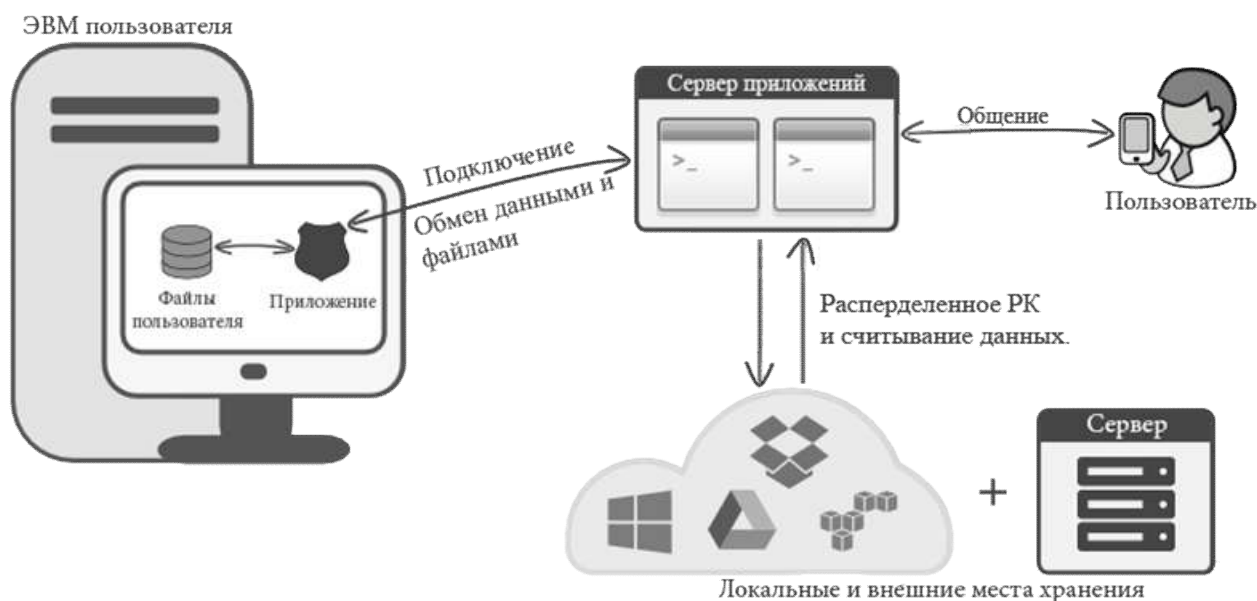 ЭВМ пользователя
Сервер приложений
>_
>_
Общение
Пользователь
Подключение
Обмен данными и
файлами
Файлы
пользователя
Приложение
Расперделенное РК
и считывание данных.
Сервер
+
Локальные и внешние места хранения